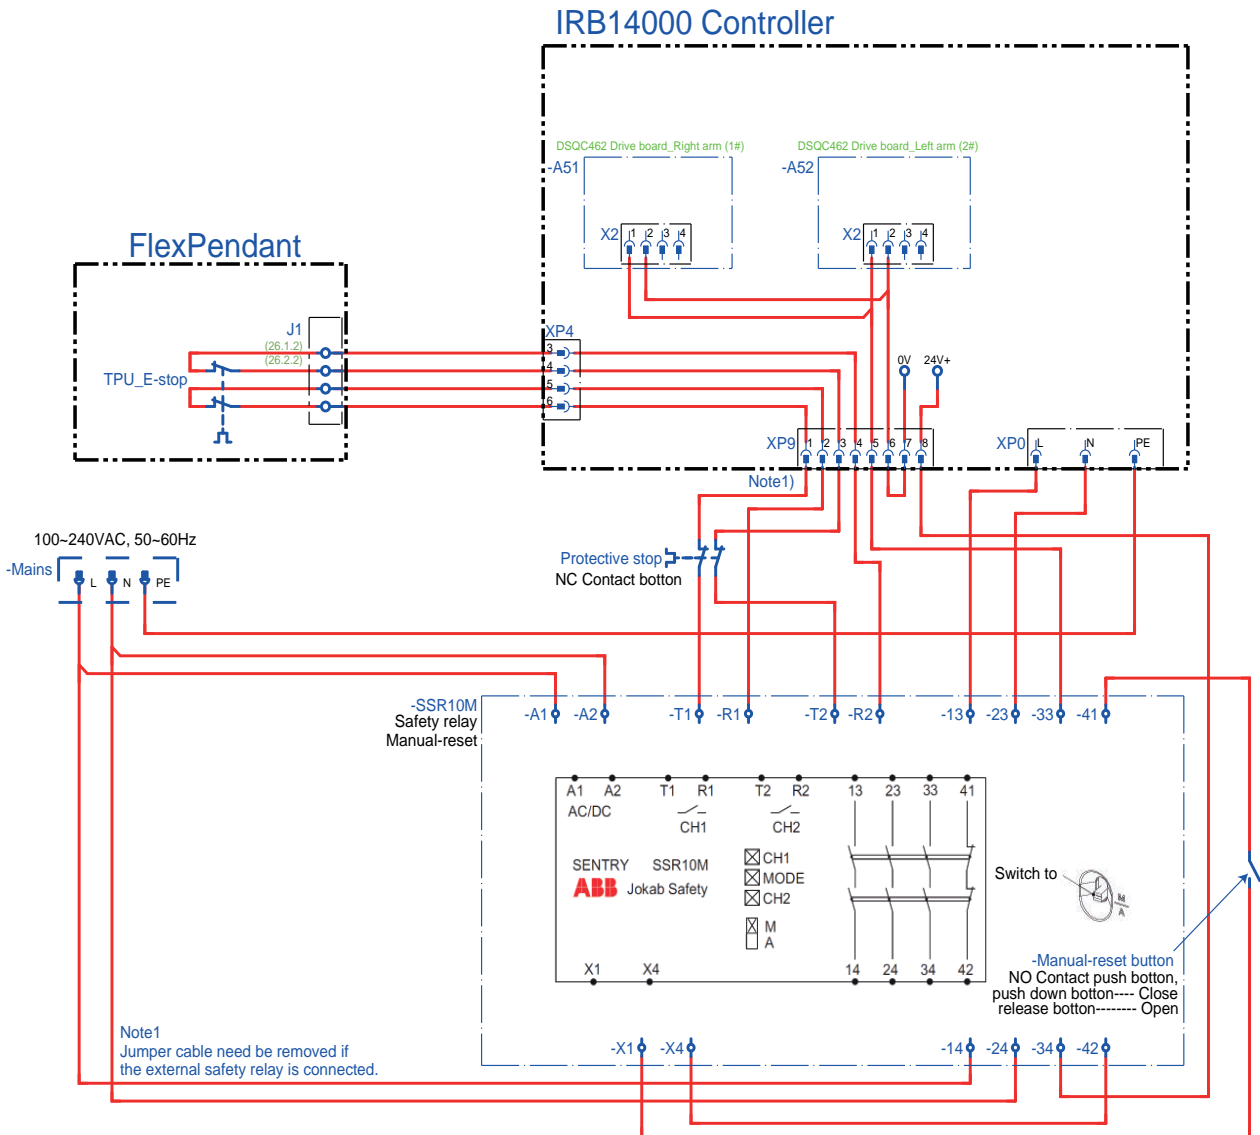 IRB14000 Controller
DSQC462 Drive board_Right arm (1#)
DSQC462 Drive board_Left arm (2#)
-A51
-A52
X2 1 2 3 4
X2 1 2 3 4
FlexPendant
J1
(26.1.2)
(26.2.2)
TPU_E-stop
XP4
3
4
5
6
0V 24V+
XP9 1 2 3 4 5 6 7 8
XP0 L N PE
Note1)
100~240VAC, 50~60Hz
-Mains
L N PE
Protective stop
NC Contact botton
-SSR10M
Safety relay
Manual-reset
-A1 -A2 -T1 -R1 -T2 -R2 -13 -23 -33 -41
A1 A2 T1 R1 T2 R2 13 23 33 41
AC/DC
CH1 CH2
SENTRY SSR10M
ABB Jokab Safety
CH1
MODE
CH2
M
A
X1 X4 14 24 34 42
Switch to
M
A
-Manual-reset button
NO Contact push botton,
push down botton---- Close
release botton-------- Open
Note1
Jumper cable need be removed if
the external safety relay is connected.
-X1 -X4 -14 -24 -34 -42